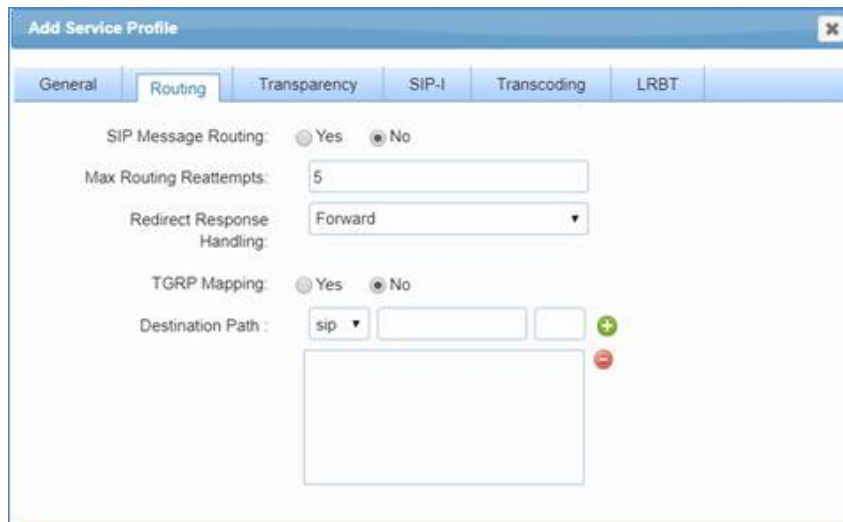 Add Service Profile
General Routing Transparency SIP-I Transcoding LRBT
SIP Message Routing: Yes No
Max Routing Reattempts: 5
Redirect Response Handling: Forward
TGRP Mapping: Yes No
Destination Path : sip